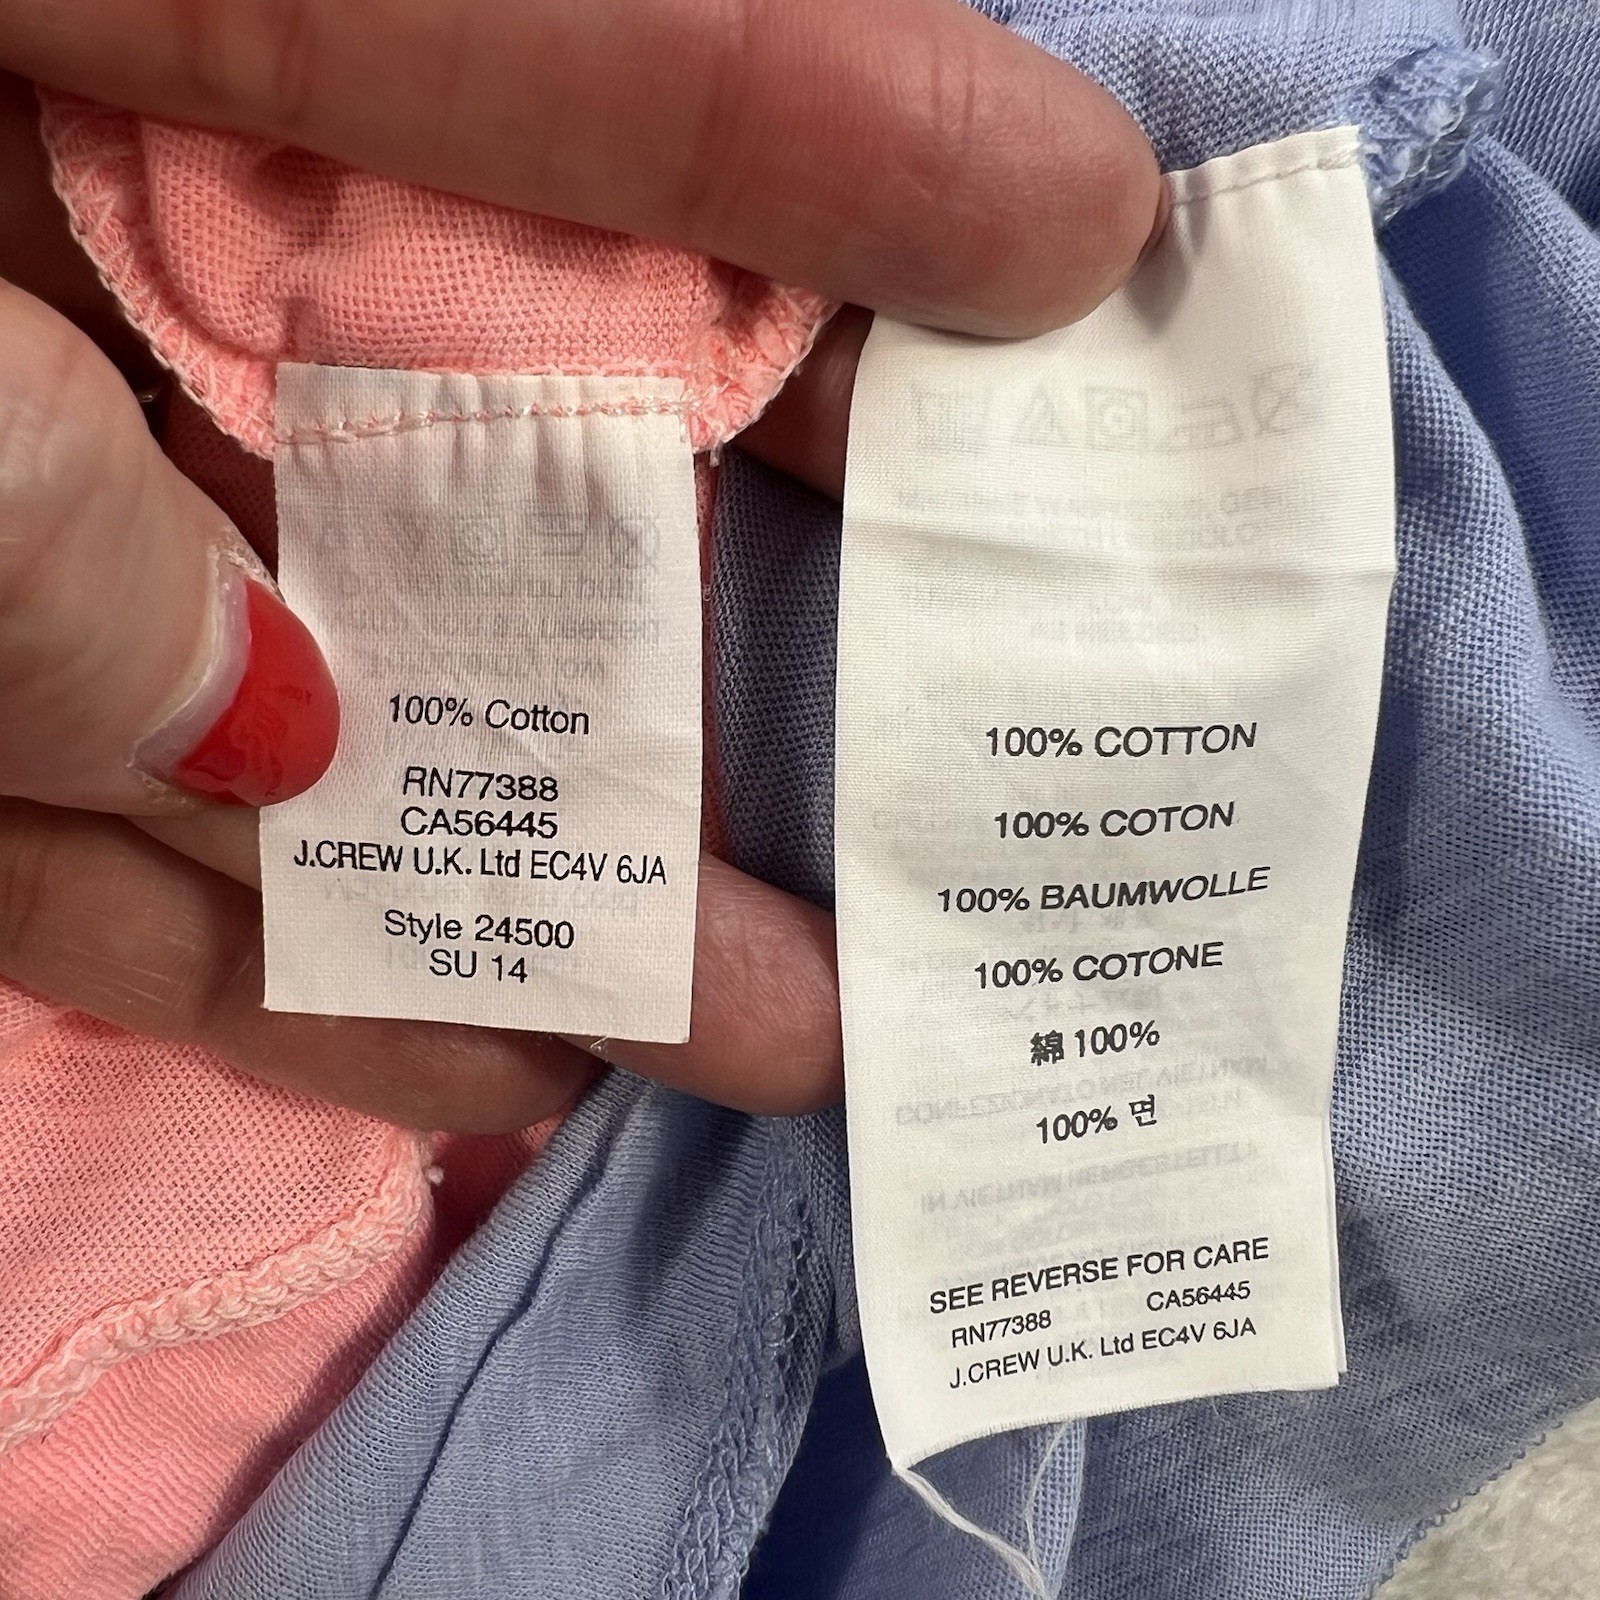 100% Cotton
RN77388
CA56445
J.CREW U.K. Ltd EC4V 6JA
Style 24500
SU 14
100% COTTON
100% COTON
100% BAUMWOLLE
100% COTONE
綿 100%
100% 면
SEE REVERSE FOR CARE
RN77388 CA56445
J.CREW U.K. Ltd EC4V 6JA